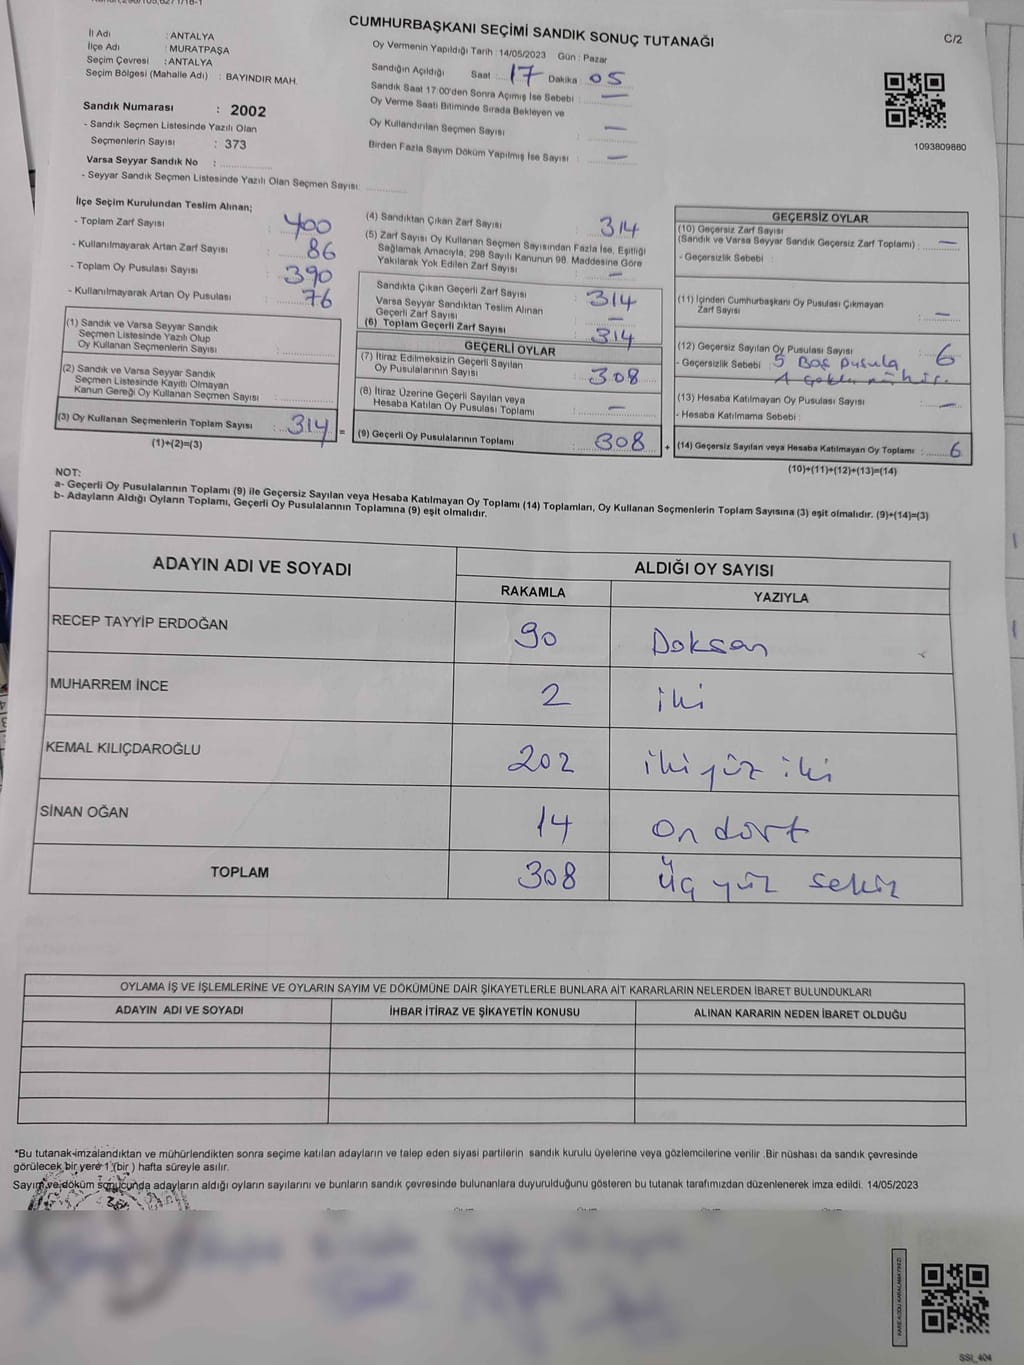 CUMHURBAŞKANI SEÇİMİ SANDIK SONUÇ TUTANAĞI
C/2
İl Adı : ANTALYA
İlçe Adı : MURATPAŞA
Seçim Çevresi : ANTALYA
Seçim Bölgesi (Mahalle Adı) : BAYINDIR MAH.
Sandık Numarası : 2002
- Sandık Seçmen Listesinde Yazılı Olan
Seçmenlerin Sayısı : 373
Varsa Seyyar Sandık No :
- Seyyar Sandık Seçmen Listesinde Yazılı Olan Seçmen Sayısı:
Oy Vermenin Yapıldığı Tarih : 14/05/2023 Gün : Pazar
Sandığın Açıldığı Saat : 17 Dakika : 05
Sandık Saat 17:00'den Sonra Açımış İse Sebebi : —
Oy Verme Saati Bitiminde Sırada Bekleyen ve
Oy Kullandırılan Seçmen Sayısı : —
Birden Fazla Sayım Döküm Yapılmış İse Sayısı : —
1093809880
İlçe Seçim Kurulundan Teslim Alınan;
- Toplam Zarf Sayısı : 400
- Kullanılmayarak Artan Zarf Sayısı : 86
- Toplam Oy Pusulası Sayısı : 390
- Kullanılmayarak Artan Oy Pusulası : 76
(1) Sandık ve Varsa Seyyar Sandık
Seçmen Listesinde Yazılı Olup
Oy Kullanan Seçmenlerin Sayısı :
(2) Sandık ve Varsa Seyyar Sandık
Seçmen Listesinde Kayıtlı Olmayan
Kanun Gereği Oy Kullanan Seçmen Sayısı :
(3) Oy Kullanan Seçmenlerin Toplam Sayısı : 314 =
(1)+(2)=(3)
(4) Sandıktan Çıkan Zarf Sayısı : 314
(5) Zarf Sayısı Oy Kullanan Seçmen Sayısından Fazla İse, Eşitliği
Sağlamak Amacıyla, 298 Sayılı Kanunun 98. Maddesine Göre
Yakılarak Yok Edilen Zarf Sayısı : —
Sandıkta Çıkan Geçerli Zarf Sayısı : 314
Varsa Seyyar Sandıktan Teslim Alınan
Geçerli Zarf Sayısı : —
(6) Toplam Geçerli Zarf Sayısı : 314
GEÇERLİ OYLAR
(7) İtiraz Edilmeksizin Geçerli Sayılan
Oy Pusulalarının Sayısı : 308
(8) İtiraz Üzerine Geçerli Sayılan veya
Hesaba Katılan Oy Pusulası Toplamı : —
(9) Geçerli Oy Pusulalarının Toplamı : 308 +
GEÇERSİZ OYLAR
(10) Geçersiz Zarf Sayısı
(Sandık ve Varsa Seyyar Sandık Geçersiz Zarf Toplamı) : —
- Geçersizlik Sebebi :
(11) İçinden Cumhurbaşkanı Oy Pusulası Çıkmayan
Zarf Sayısı : —
(12) Geçersiz Sayılan Oy Pusulası Sayısı : 6
- Geçersizlik Sebebi : 5 Boş pusula
1
(13) Hesaba Katılmayan Oy Pusulası Sayısı : —
- Hesaba Katılmama Sebebi :
(14) Geçersiz Sayılan veya Hesaba Katılmayan Oy Toplamı : 6
(10)+(11)+(12)+(13)=(14)
NOT:
a- Geçerli Oy Pusulalarının Toplamı (9) ile Geçersiz Sayılan veya Hesaba Katılmayan Oy Toplamı (14) Toplamları, Oy Kullanan Seçmenlerin Toplam Sayısına (3) eşit olmalıdır. (9)+(14)=(3)
b- Adayların Aldığı Oyların Toplamı, Geçerli Oy Pusulalarının Toplamına (9) eşit olmalıdır.
ADAYIN ADI VE SOYADI
ALDIĞI OY SAYISI
RAKAMLA YAZIYLA
RECEP TAYYİP ERDOĞAN 90 Doksan
MUHARREM İNCE 2 iki
KEMAL KILIÇDAROĞLU 202 iki yüz iki
SİNAN OĞAN 14 On dört
TOPLAM 308 Üç yüz sekiz
OYLAMA İŞ VE İŞLEMLERİNE VE OYLARIN SAYIM VE DÖKÜMÜNE DAİR ŞİKAYETLERLE BUNLARA AİT KARARLARIN NELERDEN İBARET BULUNDUKLARI
ADAYIN ADI VE SOYADI İHBAR İTİRAZ VE ŞİKAYETİN KONUSU ALINAN KARARIN NEDEN İBARET OLDUĞU
*Bu tutanak imzalandıktan ve mühürlendikten sonra seçime katılan adayların ve talep eden siyasi partilerin sandık kurulu üyelerine veya gözlemcilerine verilir .Bir nüshası da sandık çevresinde
görülecek bir yere 1 (bir ) hafta süreyle asılır.
Sayım ve döküm sonucunda adayların aldığı oyların sayılarını ve bunların sandık çevresinde bulunanlara duyurulduğunu gösteren bu tutanak tarafımızdan düzenlenerek imza edildi. 14/05/2023
SSI_404